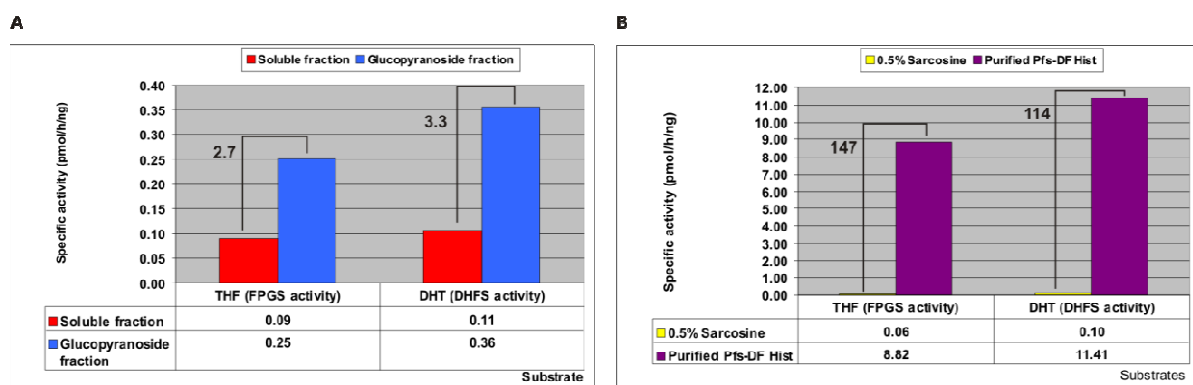 A
Soluble fraction Glucopyranoside fraction
Specific activity (pmol/h/ng)
0.40
0.35
0.30
0.25
0.20
0.15
0.10
0.05
0.00
2.7
3.3
THF (FPGS activity) DHT (DHFS activity)
Soluble fraction 0.09 0.11
Glucopyranoside 0.25 0.36
fraction
Substrate
B
0.5% Sarcosine Purified Pfs-DF Hist
Specific activity (pmol/h/ng)
12.00
11.00
10.00
9.00
8.00
7.00
6.00
5.00
4.00
3.00
2.00
1.00
0.00
147
114
THF (FPGS activity) DHT (DHFS activity)
0.5% Sarcosine 0.06 0.10
Purified Pfs-DF Hist 8.82 11.41
Substrates